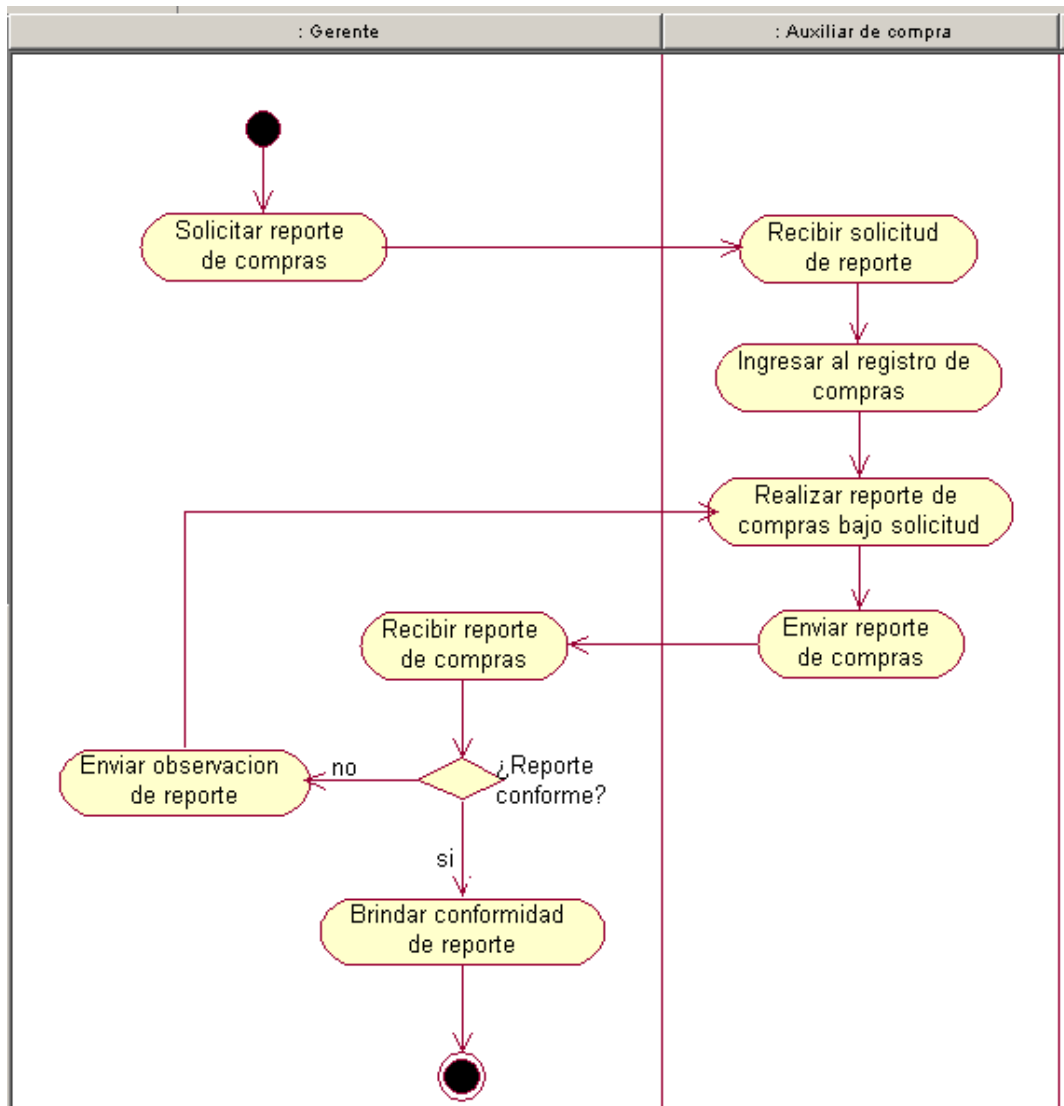 : Gerente
: Auxiliar de compra
Solicitar reporte
de compras
Recibir solicitud
de reporte
Ingresar al registro de
compras
Realizar reporte de
compras bajo solicitud
Enviar reporte
de compras
Recibir reporte
de compras
¿Reporte
conforme?
no
Enviar observacion
de reporte
si
Brindar conformidad
de reporte